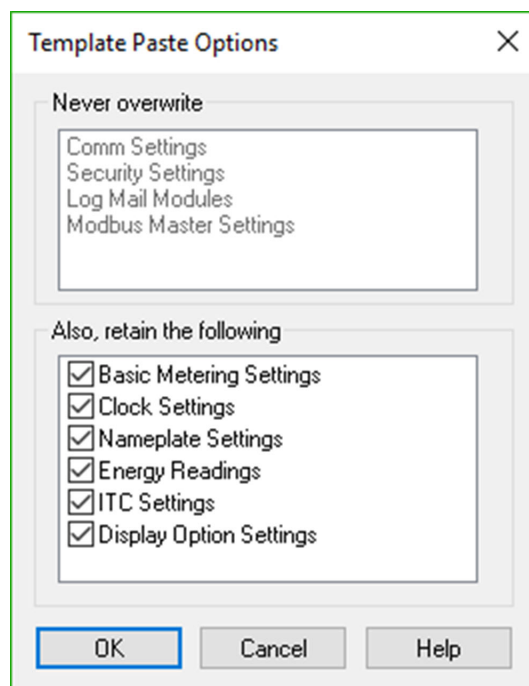 Template Paste Options
Never overwrite
Comm Settings
Security Settings
Log Mail Modules
Modbus Master Settings
Also, retain the following
Basic Metering Settings
Clock Settings
Nameplate Settings
Energy Readings
ITC Settings
Display Option Settings
OK Cancel Help